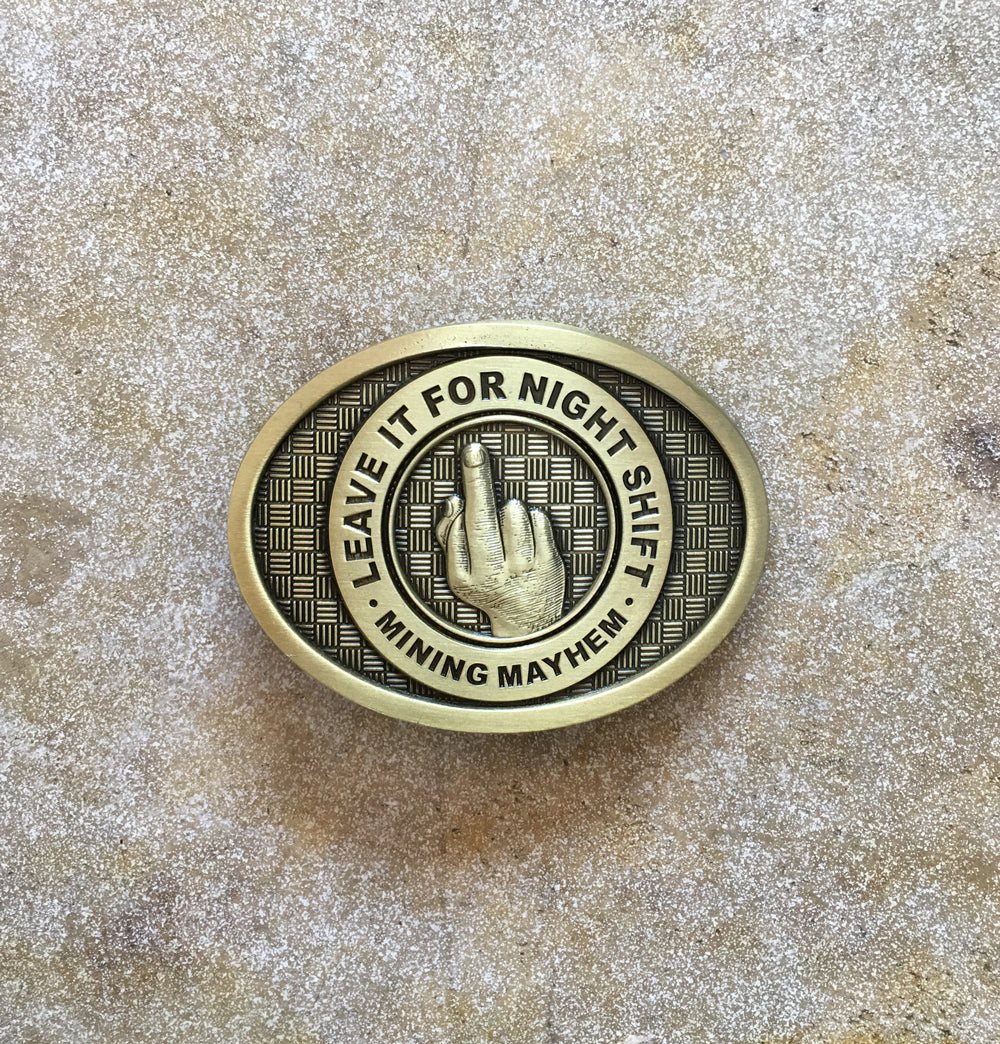 LEAVE IT FOR NIGHT SHIFT
• MINING MAYHEM •